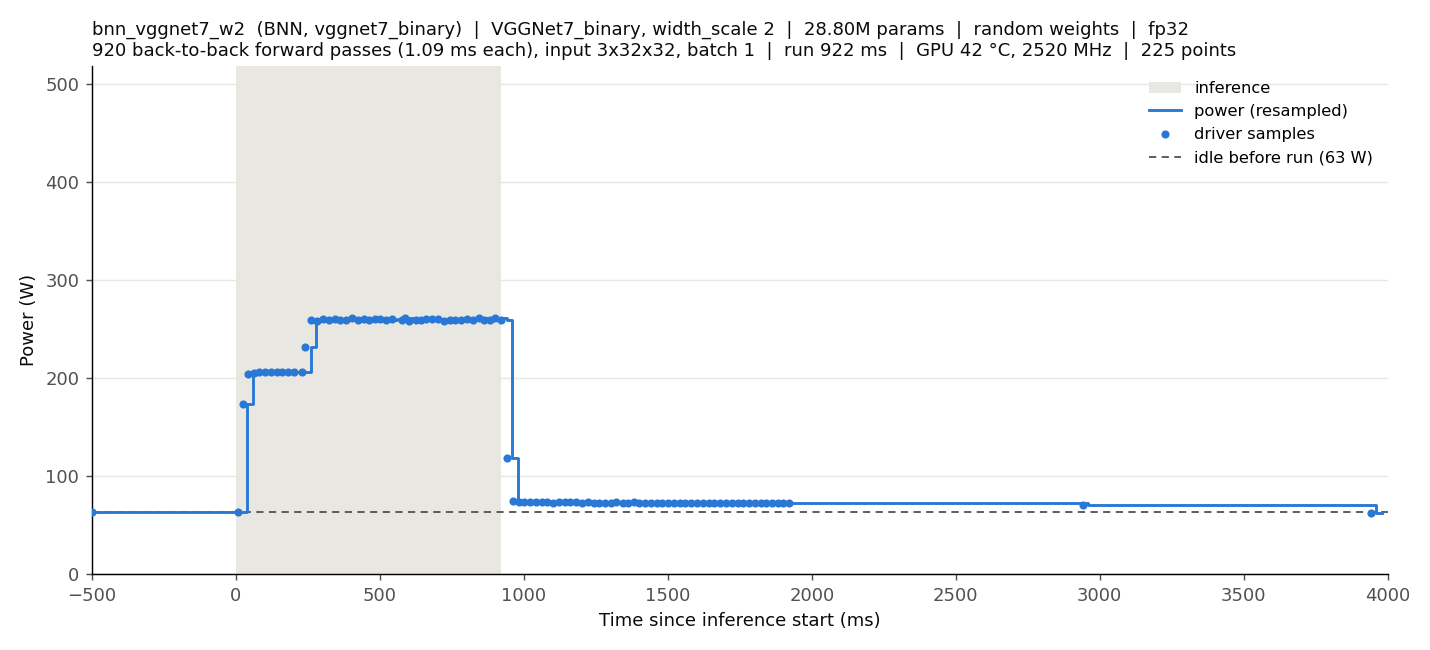 bnn_vggnet7_w2  (BNN, vggnet7_binary)  |  VGGNet7_binary, width_scale 2  |  28.80M params  |  random weights  |  fp32
920 back-to-back forward passes (1.09 ms each), input 3x32x32, batch 1  |  run 922 ms  |  GPU 42 °C, 2520 MHz  |  225 points
inference
power (resampled)
driver samples
idle before run (63 W)
Power (W)
500
400
300
200
100
0
−500 0 500 1000 1500 2000 2500 3000 3500 4000
Time since inference start (ms)